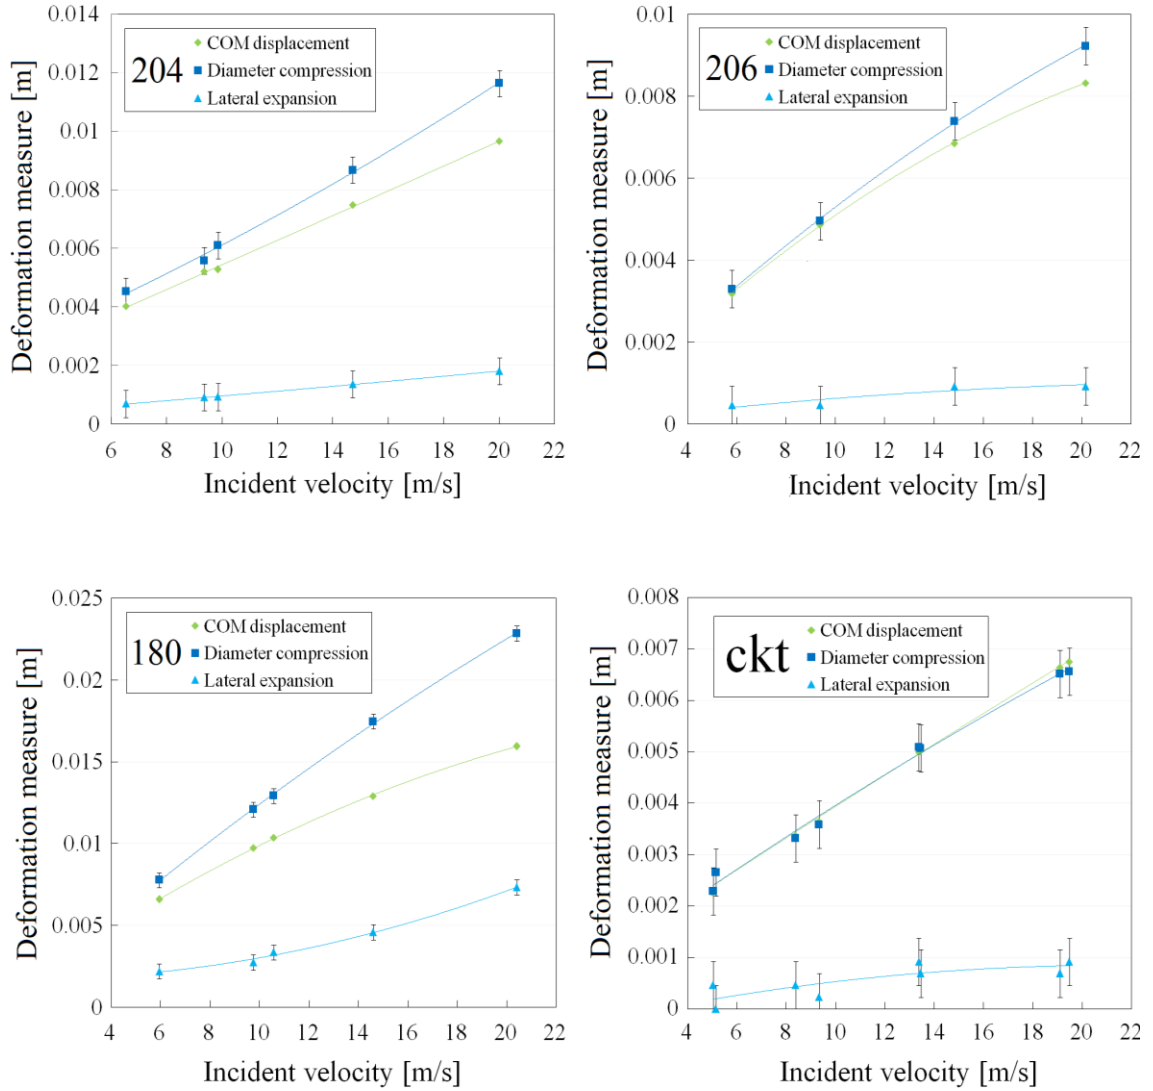 0.014
0.012
0.01
0.008
0.006
0.004
0.002
0
Deformation measure [m]
204
COM displacement
Diameter compression
Lateral expansion
6 8 10 12 14 16 18 20 22
Incident velocity [m/s]
0.01
0.008
0.006
0.004
0.002
0
Deformation measure [m]
206
COM displacement
Diameter compression
Lateral expansion
4 6 8 10 12 14 16 18 20 22
Incident velocity [m/s]
0.025
0.02
0.015
0.01
0.005
0
Deformation measure [m]
180
COM displacement
Diameter compression
Lateral expansion
4 6 8 10 12 14 16 18 20 22
Incident velocity [m/s]
0.008
0.007
0.006
0.005
0.004
0.003
0.002
0.001
0
Deformation measure [m]
ckt
COM displacement
Diameter compression
Lateral expansion
4 6 8 10 12 14 16 18 20 22
Incident velocity [m/s]